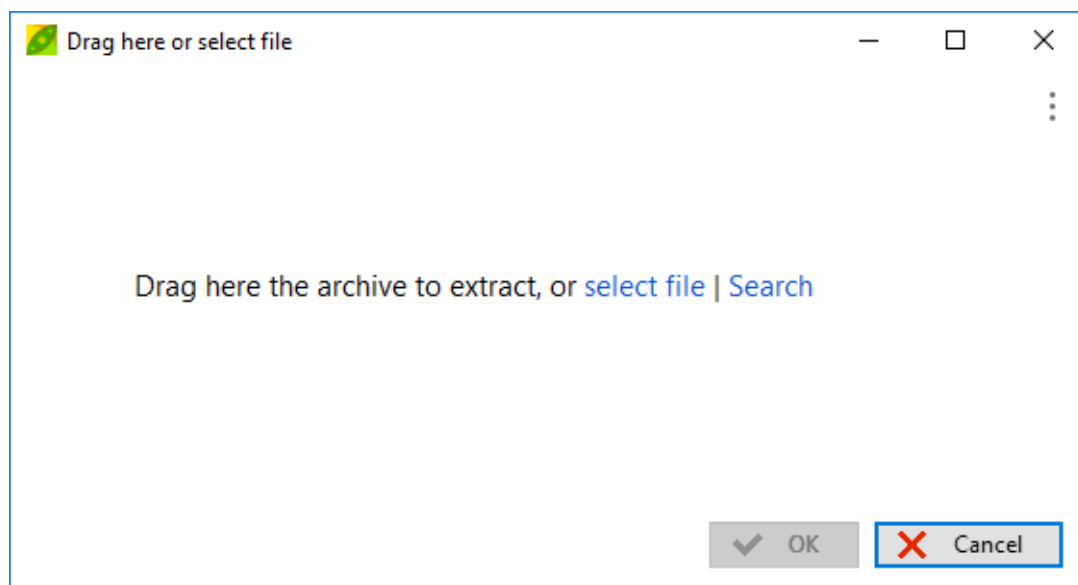 Drag here or select file
Drag here the archive to extract, or select file | Search
OK
Cancel